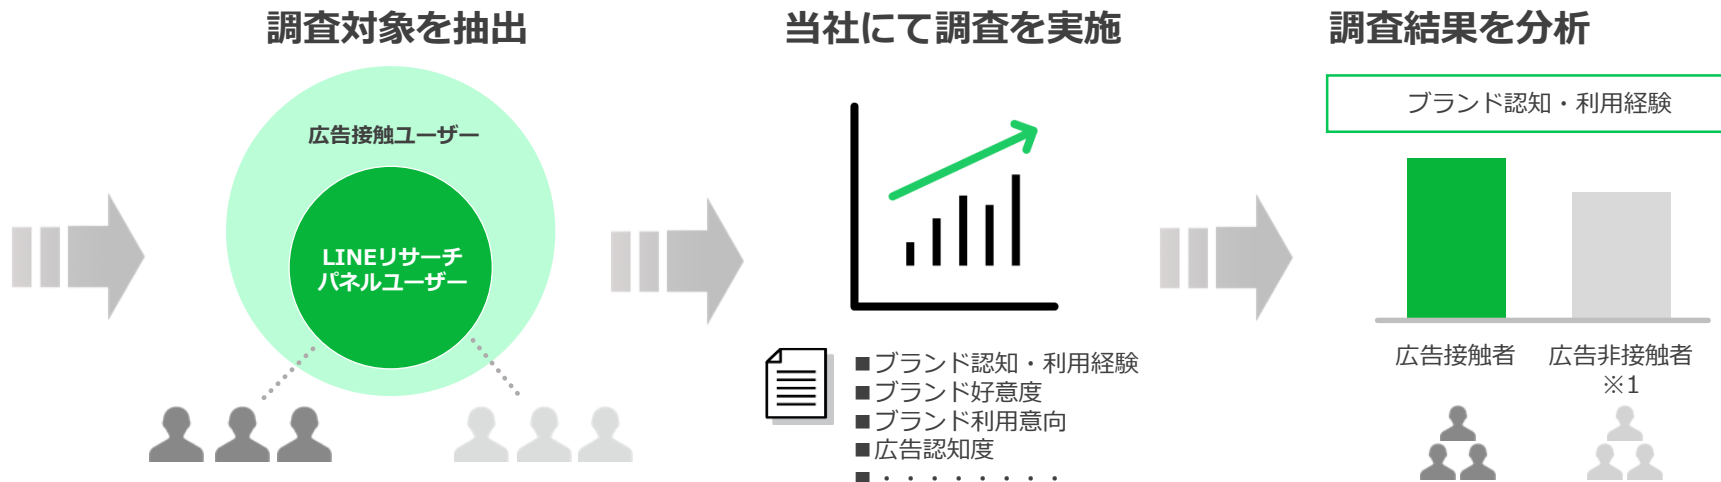 調査対象を抽出
広告接触ユーザー
LINEリサーチ
パネルユーザー
当社にて調査を実施
■ブランド認知・利用経験
■ブランド好意度
■ブランド利用意向
■広告認知度
■・・・・・・・・
調査結果を分析
ブランド認知・利用経験
広告接触者
広告非接触者
※1